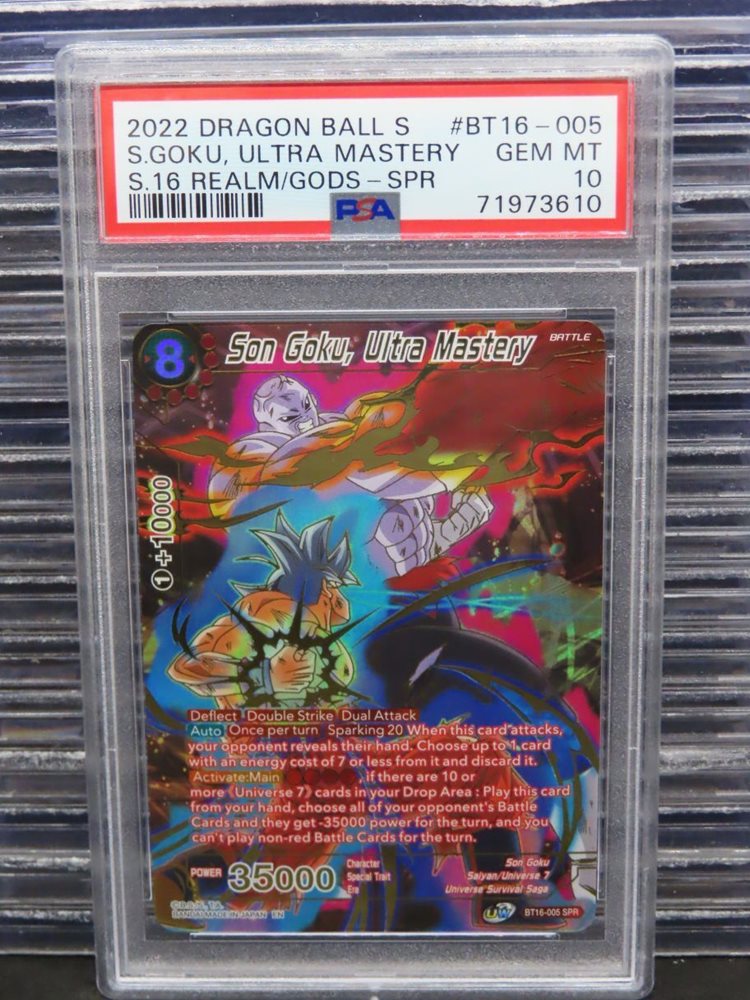 2022 DRAGON BALL S #BT16-005
S.GOKU, ULTRA MASTERY GEM MT
S.16 REALM/GODS-SPR 10
PSA 71973610
8 Son Goku, Ultra Mastery BATTLE
①+10000
Deflect Double Strike Dual Attack
Auto Once per turn Sparking 20 When this card attacks,
your opponent reveals their hand. Choose up to 1 card
with an energy cost of 7 or less from it and discard it.
Activate:Main , if there are 10 or
more 《Universe 7》 cards in your Drop Area : Play this card
from your hand, choose all of your opponent's Battle
Cards and they get -35000 power for the turn, and you
can't play non-red Battle Cards for the turn.
POWER 35000
Character Son Goku
Special Trait Saiyan/Universe 7
Era Universe Survival Saga
©B.S./S., T.A.
BANDAI MADE IN JAPAN EN
UW BT16-005 SPR